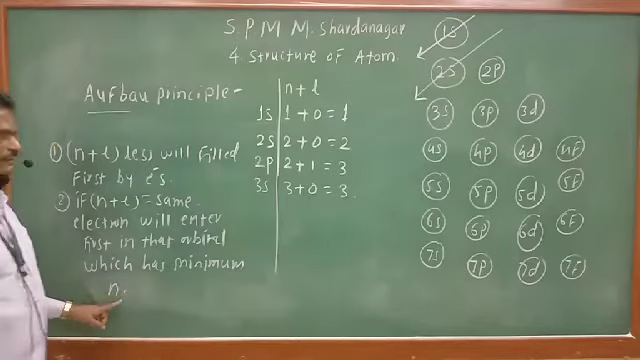 S. P. M. M. Shardanagar
4. Structure of Atom.
Aufbau principle -
n + l
1s 1 + 0 = 1
2s 2 + 0 = 2
2p 2 + 1 = 3
3s 3 + 0 = 3
① (n + l) less will filled
First by e's.
② if (n + l) = same.
electron will enter
first in that orbital
which has minimum
n.
1s
2s 2p
3s 3p 3d
4s 4p 4d 4F
5s 5p 5d 5F
6s 6p 6d 6F
7s 7p 7d 7F